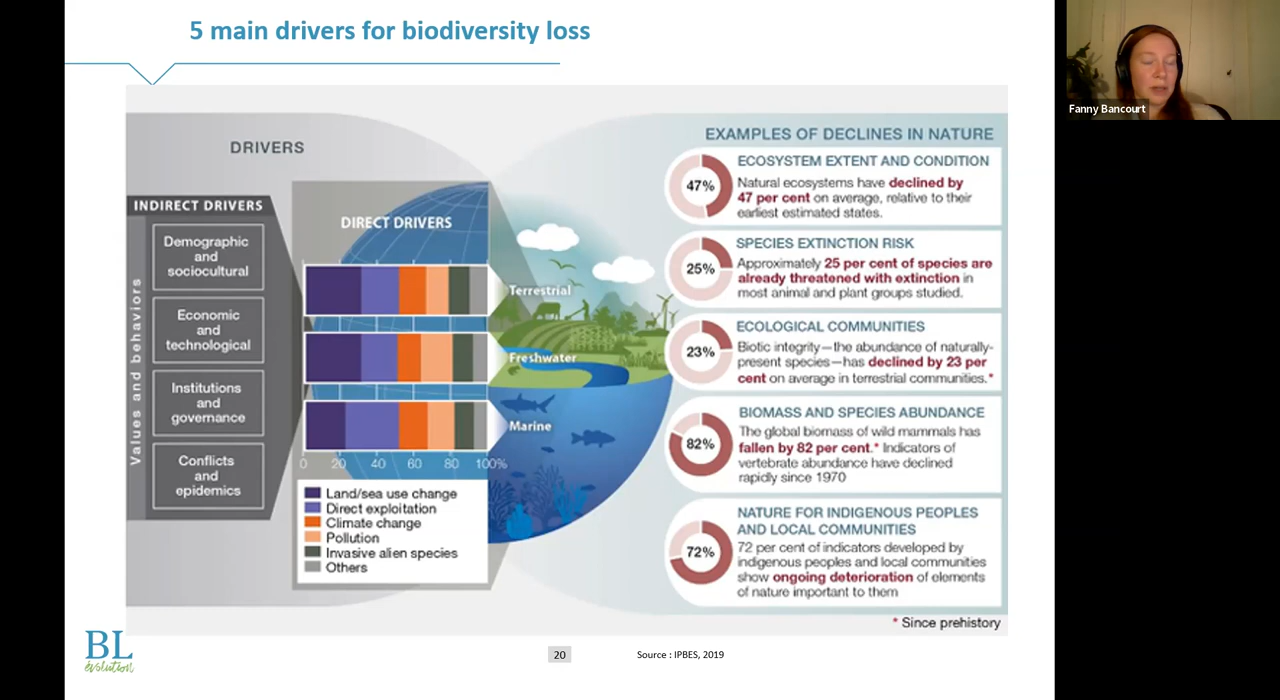 5 main drivers for biodiversity loss
Fanny Bancourt
DRIVERS
INDIRECT DRIVERS
Values and behaviors
Demographic
and
sociocultural
Economic
and
technological
Institutions
and
governance
Conflicts
and
epidemics
DIRECT DRIVERS
Terrestrial
Freshwater
Marine
0 20 40 60 80 100%
Land/sea use change
Direct exploitation
Climate change
Pollution
Invasive alien species
Others
EXAMPLES OF DECLINES IN NATURE
47%
ECOSYSTEM EXTENT AND CONDITION
Natural ecosystems have declined by
47 per cent on average, relative to their
earliest estimated states.
25%
SPECIES EXTINCTION RISK
Approximately 25 per cent of species are
already threatened with extinction in
most animal and plant groups studied.
23%
ECOLOGICAL COMMUNITIES
Biotic integrity—the abundance of naturally-
present species—has declined by 23 per
cent on average in terrestrial communities.*
82%
BIOMASS AND SPECIES ABUNDANCE
The global biomass of wild mammals has
fallen by 82 per cent.* Indicators of
vertebrate abundance have declined
rapidly since 1970
72%
NATURE FOR INDIGENOUS PEOPLES
AND LOCAL COMMUNITIES
72 per cent of indicators developed by
indigenous peoples and local communities
show ongoing deterioration of elements
of nature important to them
* Since prehistory
BL
évolution
20
Source : IPBES, 2019